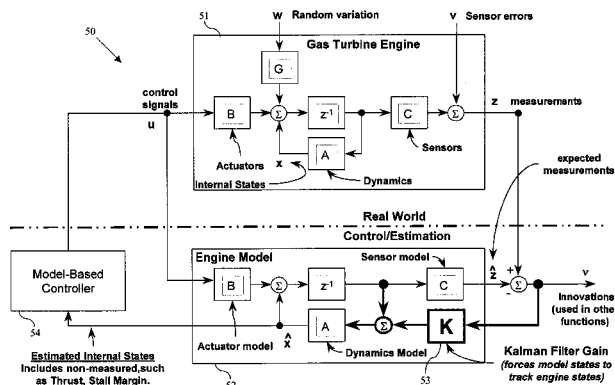 50
51
W
Random variation
v
Sensor errors
Gas Turbine Engine
G
control
signals
u
B
Σ
z-1
C
Σ
z measurements
Actuators
x
A
Sensors
Internal States
Dynamics
expected
measurements
Real World
Control/Estimation
Engine Model
Sensor model
ẑ
Model-Based
Controller
B
Σ
z-1
C
+
-
Σ
ν
Innovations
(used in other
functions)
54
A
Σ
K
Actuator model
x̂
Dynamics Model
53
Kalman Filter Gain
(forces model states to
track engine states)
Estimated Internal States
Includes non-measured,such
as Thrust, Stall Margin.